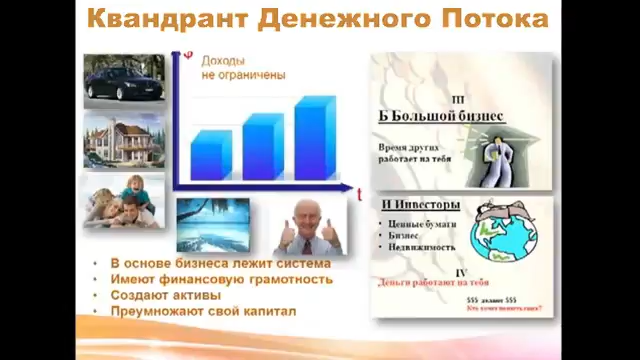 Квандрант Денежного Потока
φ
Доходы
не ограничены
t
III
Б Большой бизнес
Время других
работает на тебя
И Инвесторы
• Ценные бумаги
• Бизнес
• Недвижимость
IV
Деньги работают на тебя
$$$ делают $$$
• В основе бизнеса лежит система
• Имеют финансовую грамотность
• Создают активы
• Преумножают свой капитал